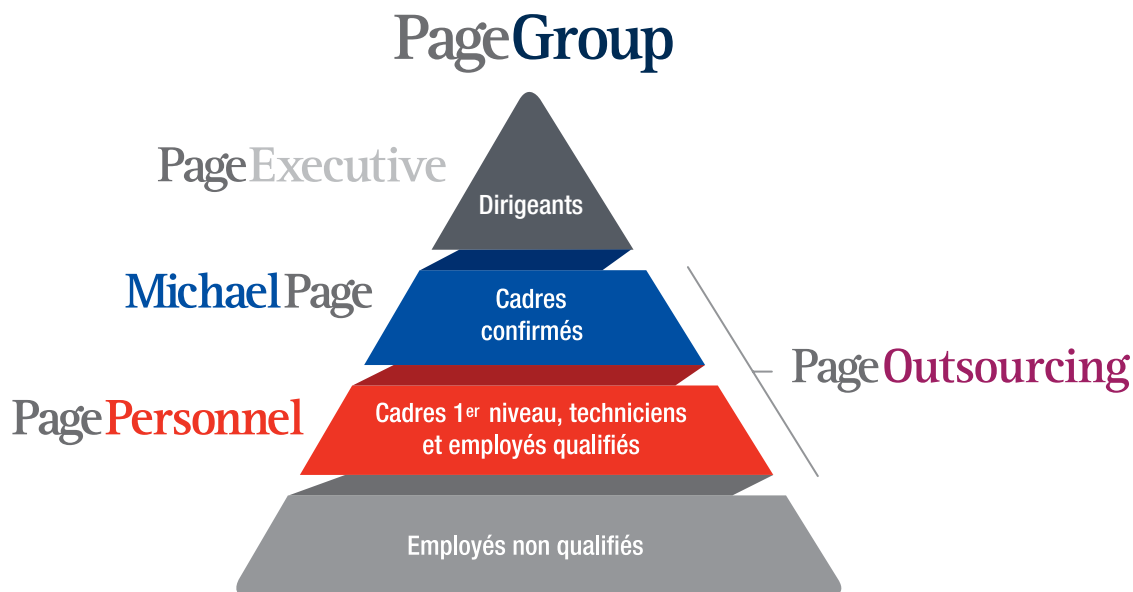 PageGroup
PageExecutive
Dirigeants
MichaelPage
Cadres
confirmés
PageOutsourcing
PagePersonnel
Cadres 1er niveau, techniciens
et employés qualifiés
Employés non qualifiés